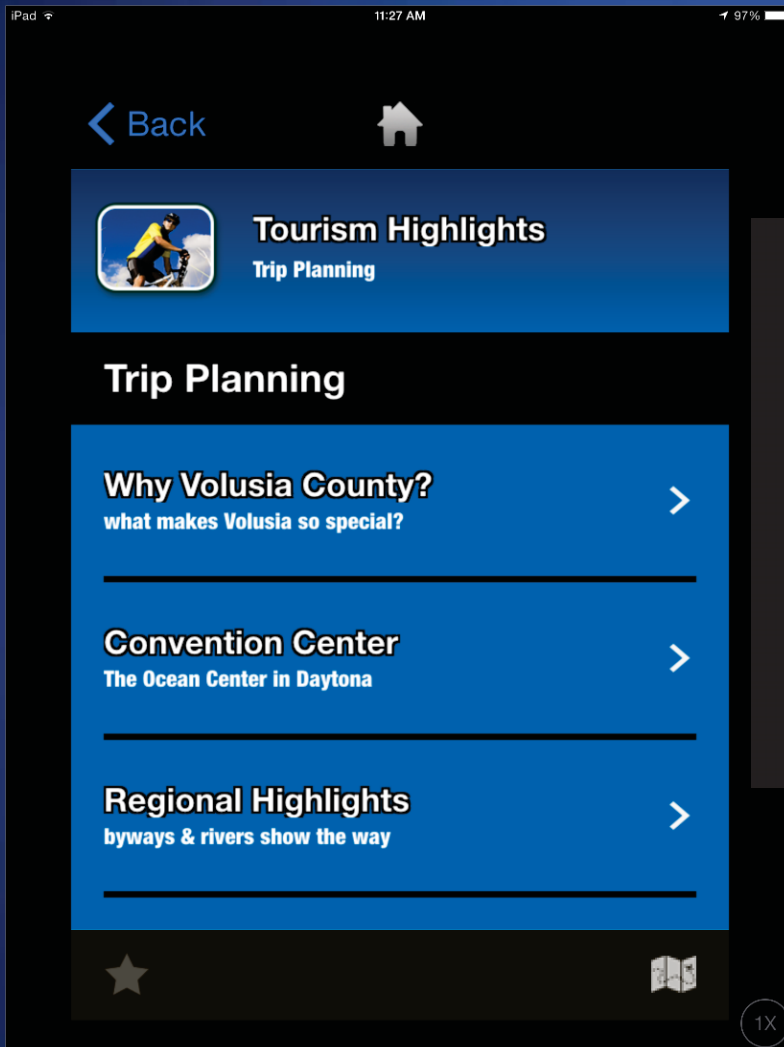 iPad 11:27 AM 97%
Back
Tourism Highlights
Trip Planning
Trip Planning
Why Volusia County?
what makes Volusia so special?
Convention Center
The Ocean Center in Daytona
Regional Highlights
byways & rivers show the way
1X